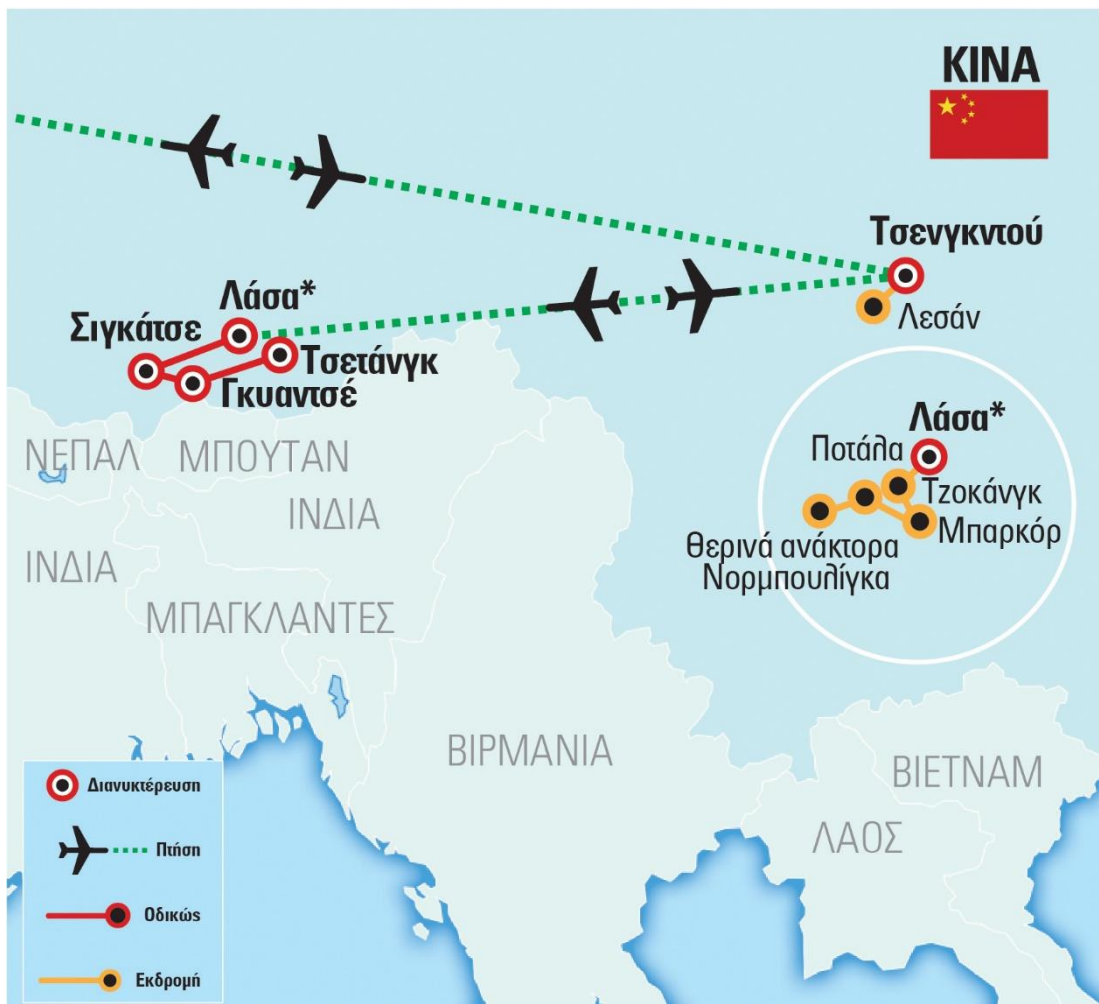 ΚΙΝΑ
Τσενγκντού
Λάσα*
Λεσάν
Σιγκάτσε
Τσετάνγκ
Γκυαντσέ
Λάσα*
Ποτάλα
Τζοκάνγκ
Μπαρκόρ
Θερινά ανάκτορα
Νορμπουλίγκα
ΝΕΠΑΛ
ΜΠΟΥΤΑΝ
ΙΝΔΙΑ
ΙΝΔΙΑ
ΜΠΑΓΚΛΑΝΤΕΣ
ΒΙΡΜΑΝΙΑ
ΒΙΕΤΝΑΜ
ΛΑΟΣ
Διανυκτέρευση
Πτήση
Οδικώς
Εκδρομή